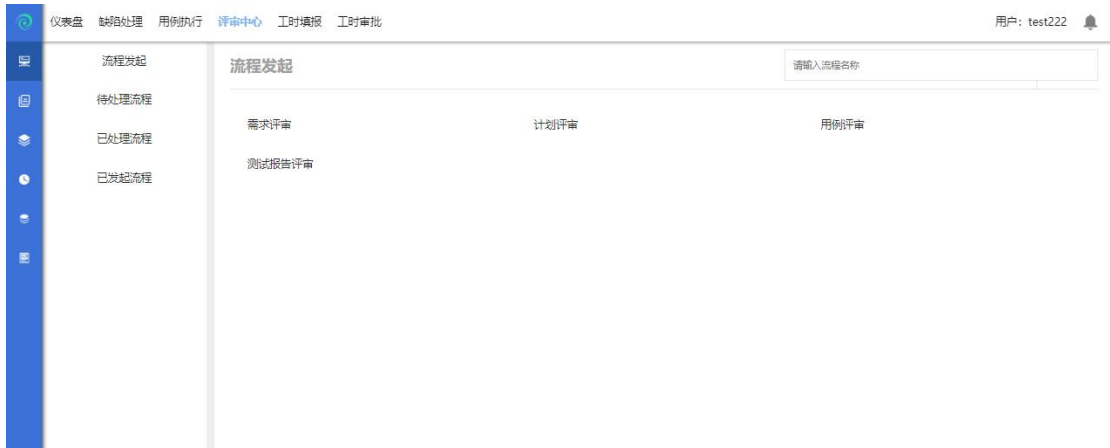 仪表盘 缺陷处理 用例执行 评审中心 工时填报 工时审批 用户：test222
流程发起
待处理流程
已处理流程
已发起流程
流程发起 请输入流程名称
需求评审 计划评审 用例评审
测试报告评审